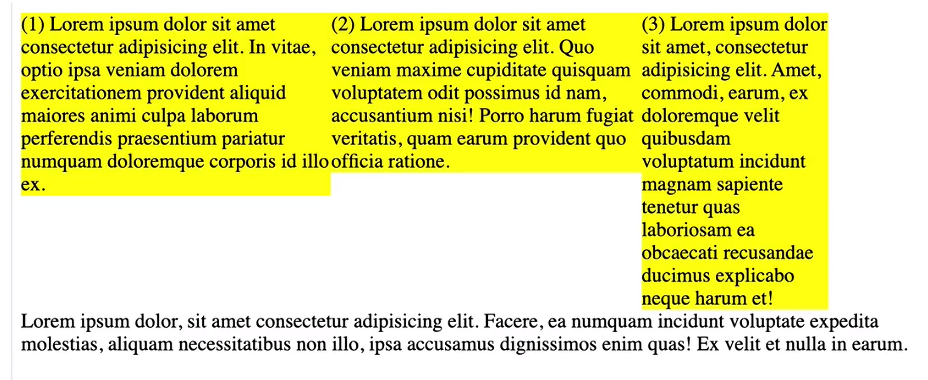 (1) Lorem ipsum dolor sit amet
consectetur adipisicing elit. In vitae,
optio ipsa veniam dolorem
exercitationem provident aliquid
maiores animi culpa laborum
perferendis praesentium pariatur
numquam doloremque corporis id illo
ex.
(2) Lorem ipsum dolor sit amet
consectetur adipisicing elit. Quo
veniam maxime cupiditate quisquam
voluptatem odit possimus id nam,
accusantium nisi! Porro harum fugiat
veritatis, quam earum provident quo
officia ratione.
(3) Lorem ipsum dolor
sit amet, consectetur
adipisicing elit. Amet,
commodi, earum, ex
doloremque velit
quibusdam
voluptatum incidunt
magnam sapiente
tenetur quas
laboriosam ea
obcaecati recusandae
ducimus explicabo
neque harum et!
Lorem ipsum dolor, sit amet consectetur adipisicing elit. Facere, ea numquam incidunt voluptate expedita
molestias, aliquam necessitatibus non illo, ipsa accusamus dignissimos enim quas! Ex velit et nulla in earum.